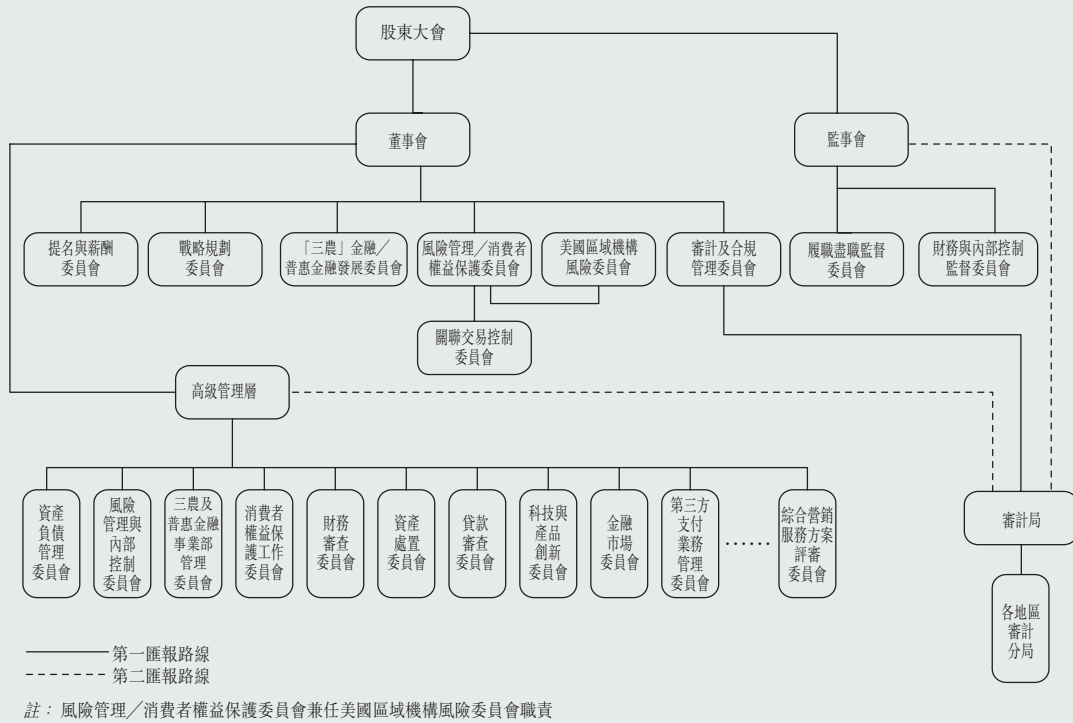 股東大會
董事會
監事會
提名與薪酬
委員會
戰略規劃
委員會
「三農」金融／
普惠金融發展委員會
風險管理／消費者
權益保護委員會
美國區域機構
風險委員會
審計及合規
管理委員會
履職盡職監督
委員會
財務與內部控制
監督委員會
關聯交易控制
委員會
高級管理層
資產
負債
管理
委員會
風險
管理與
內部
控制
委員會
三農及
普惠金融
事業部
管理
委員會
消費者
權益保
護工作
委員會
財務
審查
委員會
資產
處置
委員會
貸款
審查
委員會
科技與
產品
創新
委員會
金融
市場
委員會
第三方
支付
業務
管理
委員會
……
綜合營銷
服務方案
評審
委員會
審計局
各地區
審計
分局
第一匯報路線
第二匯報路線
註：風險管理／消費者權益保護委員會兼任美國區域機構風險委員會職責